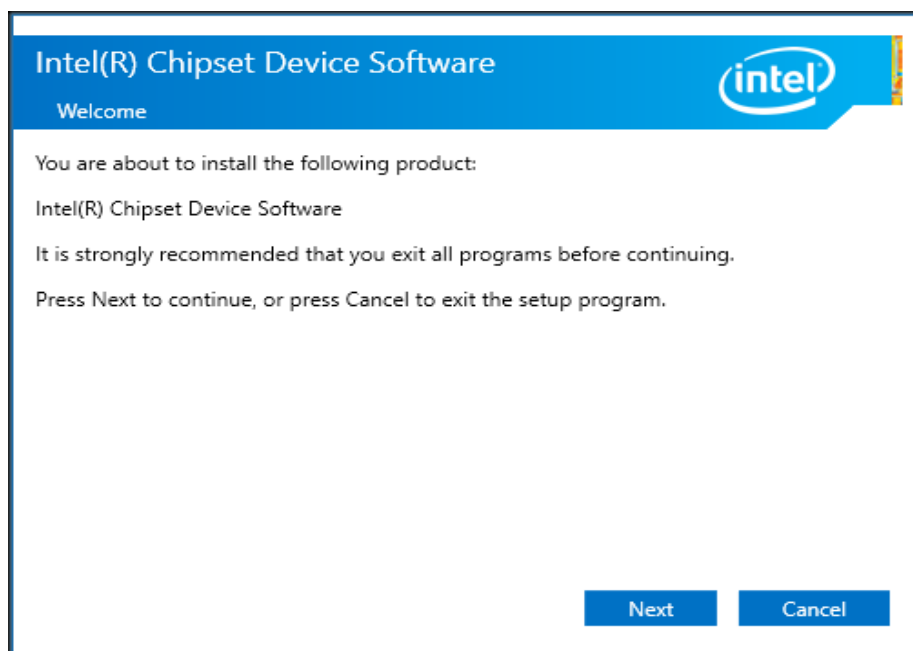 Intel(R) Chipset Device Software
intel
Welcome
You are about to install the following product:
Intel(R) Chipset Device Software
It is strongly recommended that you exit all programs before continuing.
Press Next to continue, or press Cancel to exit the setup program.
Next
Cancel